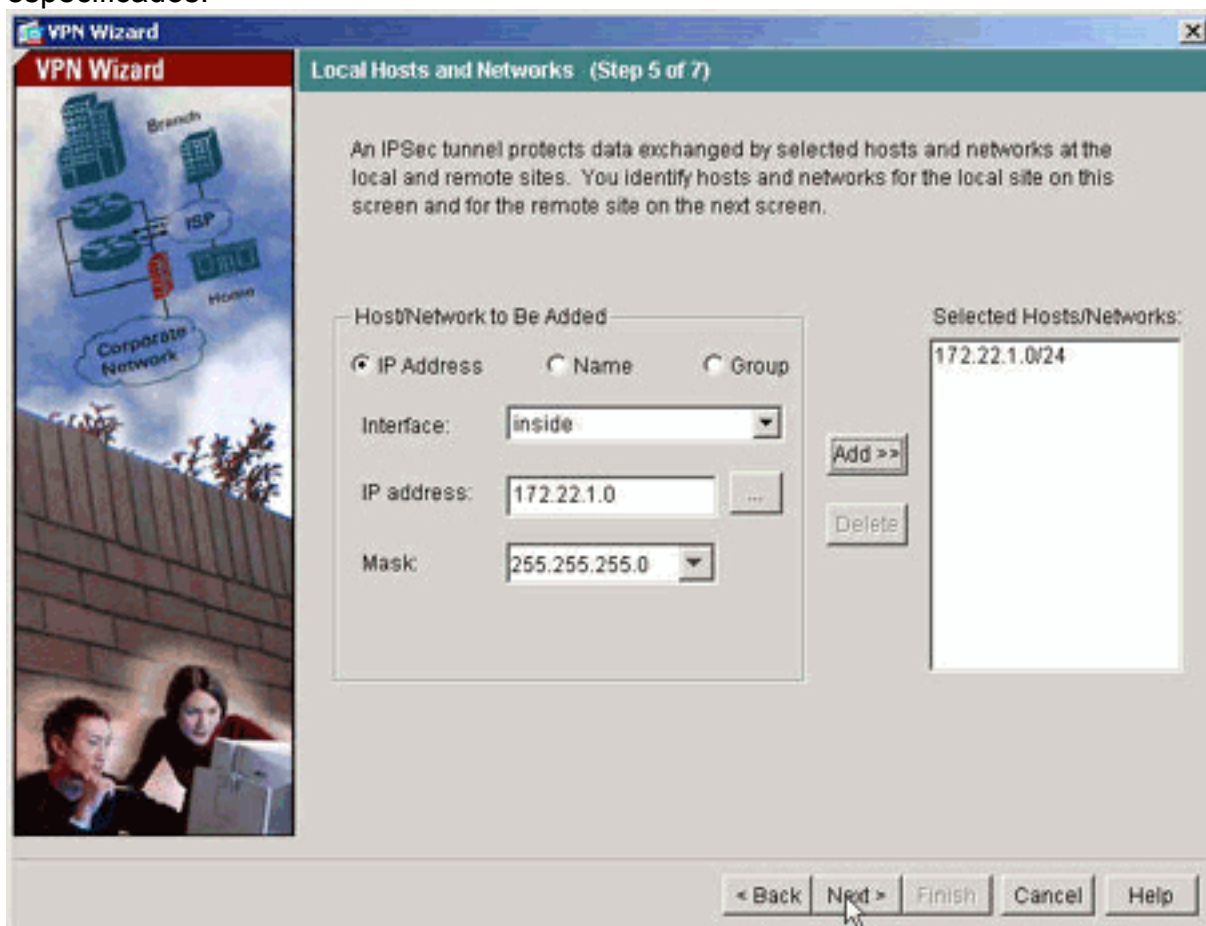 especificados.
VPN Wizard
VPN Wizard
Local Hosts and Networks (Step 5 of 7)
Branch
ISP
Home
Corporate
Network
An IPSec tunnel protects data exchanged by selected hosts and networks at the
local and remote sites. You identify hosts and networks for the local site on this
screen and for the remote site on the next screen.
Host/Network to Be Added
IP Address Name Group
Interface: inside
IP address: 172.22.1.0 ...
Mask: 255.255.255.0
Add >>
Delete
Selected Hosts/Networks:
172.22.1.0/24
< Back Next > Finish Cancel Help